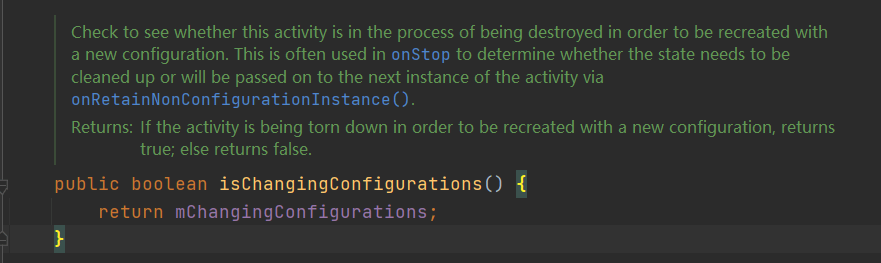 Check to see whether this activity is in the process of being destroyed in order to be recreated with
a new configuration. This is often used in onStop to determine whether the state needs to be
cleaned up or will be passed on to the next instance of the activity via
onRetainNonConfigurationInstance().
Returns: If the activity is being torn down in order to be recreated with a new configuration, returns
true; else returns false.
public boolean isChangingConfigurations() {
return mChangingConfigurations;
}